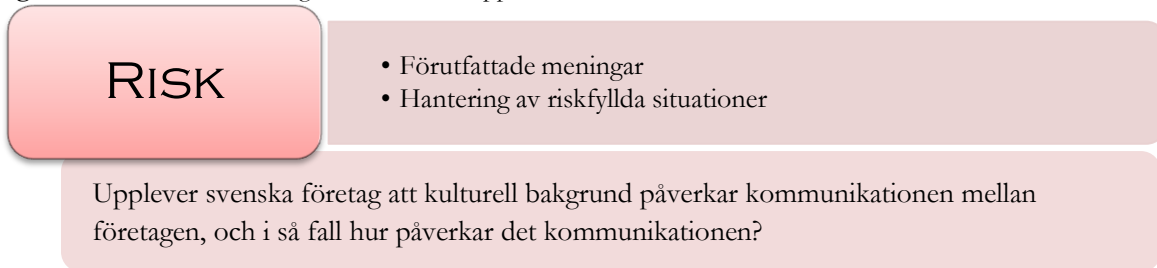 RISK
• Förutfattade meningar
• Hantering av riskfyllda situationer
Upplever svenska företag att kulturell bakgrund påverkar kommunikationen mellan
företagen, och i så fall hur påverkar det kommunikationen?